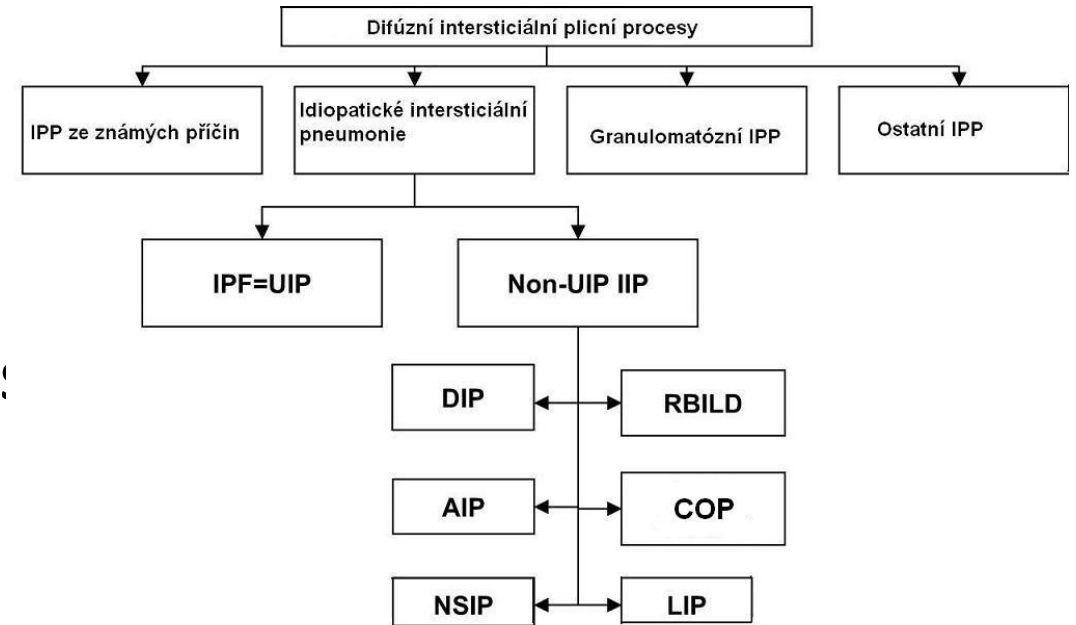 Difúzní intersticiální plicní procesy
IPP ze známých příčin
Idiopatické intersticiální
pneumonie
Granulomatózní IPP
Ostatní IPP
IPF=UIP
Non-UIP IIP
DIP
RBILD
AIP
COP
NSIP
LIP